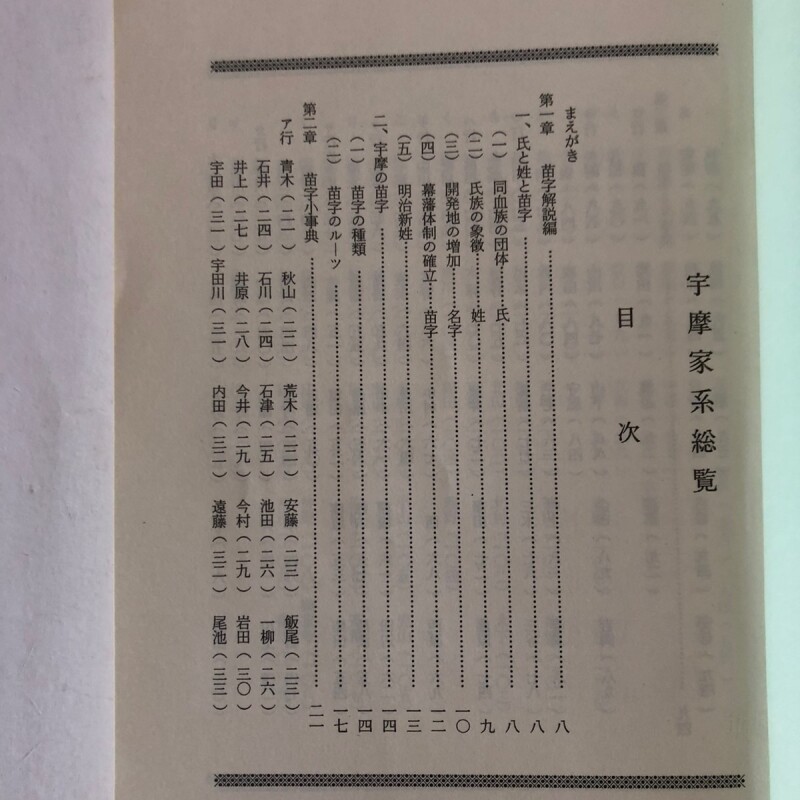 宇摩家系総覧
目次
まえがき
第一章 苗字解説編 八
一、氏と姓と苗字 八
(一) 同血族の団体……氏 八
(二) 氏族の象徴……姓 九
(三) 開発地の増加……名字 一〇
(四) 幕藩体制の確立……苗字 一二
(五) 明治新姓 一三
二、宇摩の苗字 一四
(一) 苗字の種類 一四
(二) 苗字のルーツ 一七
第二章 苗字小事典 二一
ア行 青木(二一) 秋山(二二) 荒木(二二) 安藤(二三) 飯尾(二三)
石井(二四) 石川(二四) 石津(二五) 池田(二六) 一柳(二六)
井上(二七) 井原(二八) 今井(二九) 今村(二九) 岩田(三〇)
宇田(三一) 宇田川(三一) 内田(三二) 遠藤(三二) 尾池(三三)